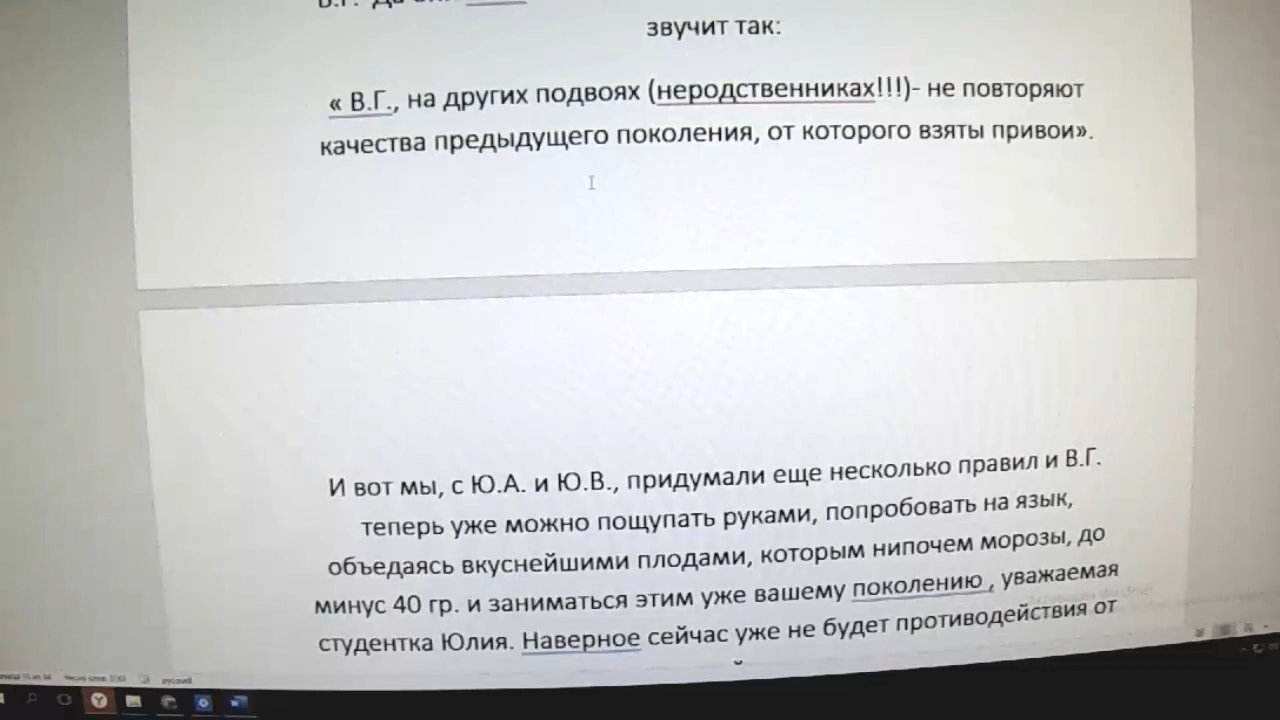 звучит так:
« В.Г., на других подвоях (неродственниках!!!)- не повторяют
качества предыдущего поколения, от которого взяты привои».
И вот мы, с Ю.А. и Ю.В., придумали еще несколько правил и В.Г.
теперь уже можно пощупать руками, попробовать на язык,
объедаясь вкуснейшими плодами, которым нипочем морозы, до
минус 40 гр. и заниматься этим уже вашему поколению , уважаемая
студентка Юлия. Наверное сейчас уже не будет противодействия от
русский